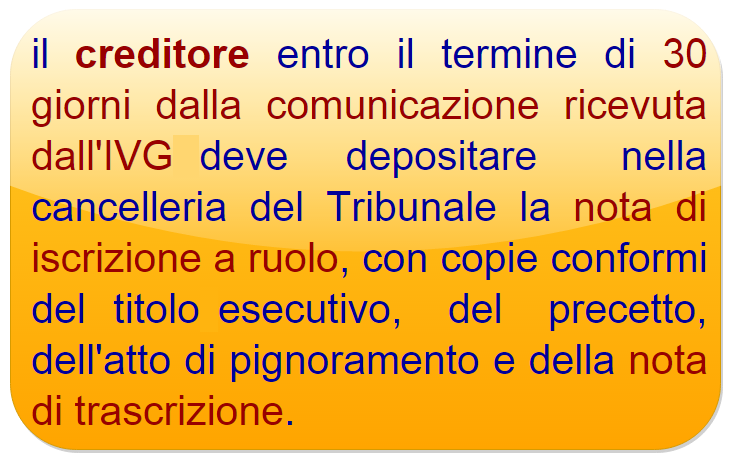 il creditore entro il termine di 30
giorni dalla comunicazione ricevuta
dall'IVG deve depositare nella
cancelleria del Tribunale la nota di
iscrizione a ruolo, con copie conformi
del titolo esecutivo, del precetto,
dell'atto di pignoramento e della nota
di trascrizione.